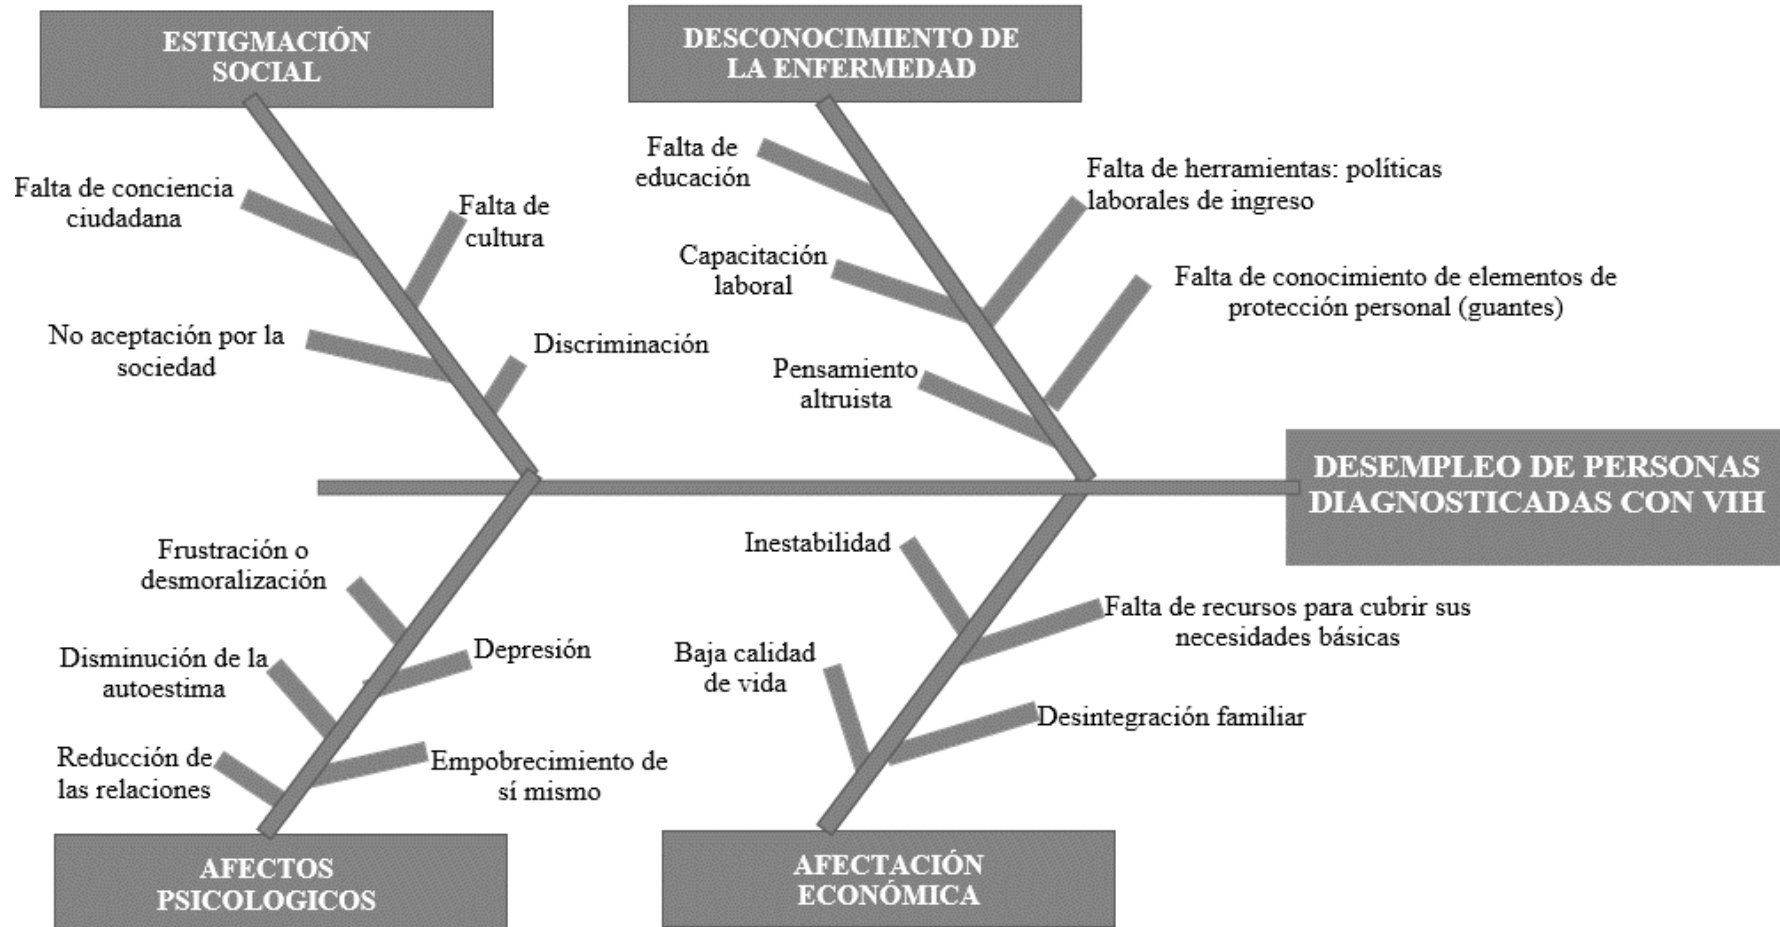 ESTIGMACIÓN
SOCIAL
DESCONOCIMIENTO DE
LA ENFERMEDAD
Falta de conciencia
ciudadana
Falta de
cultura
No aceptación por la
sociedad
Discriminación
Falta de
educación
Falta de herramientas: políticas
laborales de ingreso
Capacitación
laboral
Falta de conocimiento de elementos de
protección personal (guantes)
Pensamiento
altruista
DESEMPLEO DE PERSONAS
DIAGNOSTICADAS CON VIH
Frustración o
desmoralización
Depresión
Disminución de la
autoestima
Reducción de
las relaciones
Empobrecimiento de
sí mismo
Inestabilidad
Falta de recursos para cubrir sus
necesidades básicas
Baja calidad
de vida
Desintegración familiar
AFECTOS
PSICOLOGICOS
AFECTACIÓN
ECONÓMICA